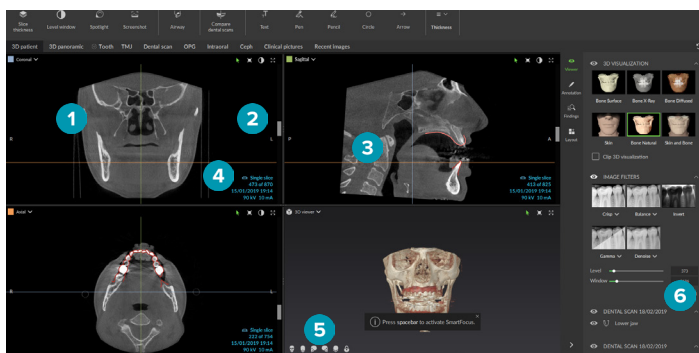 Slice
thickness
Level window
Spotlight
Screenshot
Airway
Compare
dental scans
Text
Pen
Pencil
Circle
Arrow
Thickness
3D patient
3D panoramic
Tooth
TMJ
Dental scan
OPG
Intraoral
Ceph
Clinical pictures
Recent images
Coronal
1
2
R
L
4
Single slice
473 of 870
15/01/2019 19:14
90 kV 10 mA
Sagittal
3
P
A
Single slice
413 of 825
15/01/2019 19:14
90 kV 10 mA
Axial
R
L
Single slice
223 of 754
15/01/2019 19:14
90 kV 10 mA
3D viewer
Press spacebar to activate SmartFocus.
5
Viewer
Annotation
Findings
Layout
3D VISUALIZATION
Bone Surface
Bone X-Ray
Bone Diffused
Skin
Bone Natural
Skin and Bone
Clip 3D visualization
IMAGE FILTERS
Crisp
Balance
Invert
Gamma
Denoise
Level
Window
6
DENTAL SCAN 18/02/2019
Lower jaw
DENTAL SCAN 18/02/2019